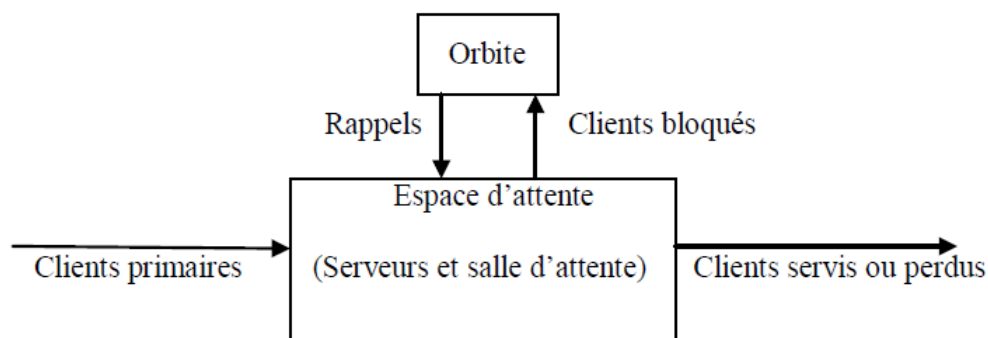 Orbite
Rappels
Clients bloqués
Espace d’attente
Clients primaires
(Serveurs et salle d’attente)
Clients servis ou perdus